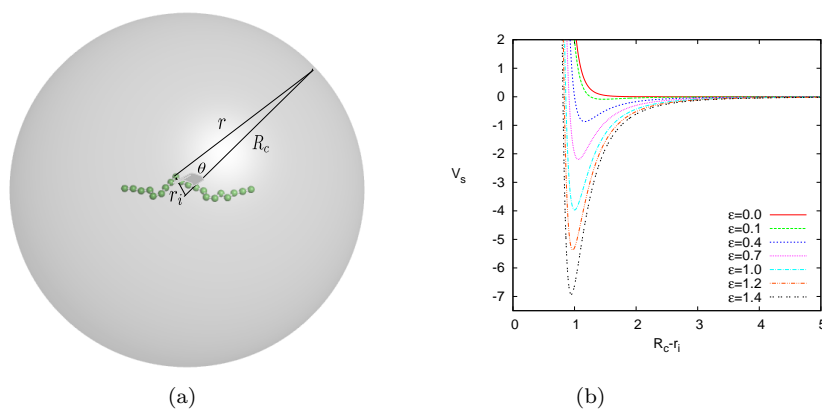 r
R_c
θ
r_i
(a)
2
1
0
-1
-2
-3
-4
-5
-6
-7
V_s
ε=0.0
ε=0.1
ε=0.4
ε=0.7
ε=1.0
ε=1.2
ε=1.4
0 1 2 3 4 5
R_c-r_i
(b)